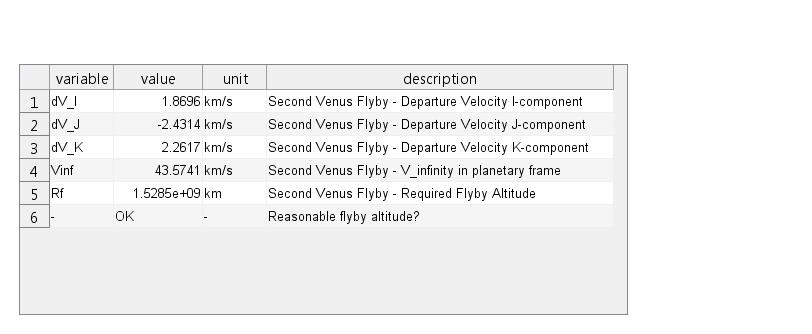 variable value unit description
1 dV_I 1.8696 km/s Second Venus Flyby - Departure Velocity I-component
2 dV_J -2.4314 km/s Second Venus Flyby - Departure Velocity J-component
3 dV_K 2.2617 km/s Second Venus Flyby - Departure Velocity K-component
4 Vinf 43.5741 km/s Second Venus Flyby - V_infinity in planetary frame
5 Rf 1.5285e+09 km Second Venus Flyby - Required Flyby Altitude
6 - OK - Reasonable flyby altitude?